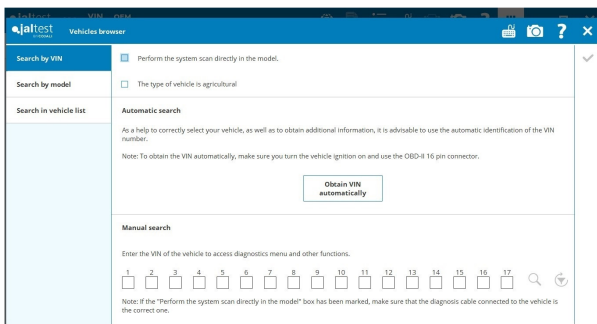 jaltest VIN OEM
jaltest
by COJALI
Vehicles browser
?
Search by VIN
Perform the system scan directly in the model.
Search by model
The type of vehicle is agricultural
Search in vehicle list
Automatic search
As a help to correctly select your vehicle, as well as to obtain additional information, it is advisable to use the automatic identification of the VIN
number.
Note: To obtain the VIN automatically, make sure you turn the vehicle ignition on and use the OBD-II 16 pin connector.
Obtain VIN
automatically
Manual search
Enter the VIN of the vehicle to access diagnostics menu and other functions.
1 2 3 4 5 6 7 8 9 10 11 12 13 14 15 16 17
Note: If the "Perform the system scan directly in the model" box has been marked, make sure that the diagnosis cable connected to the vehicle is
the correct one.